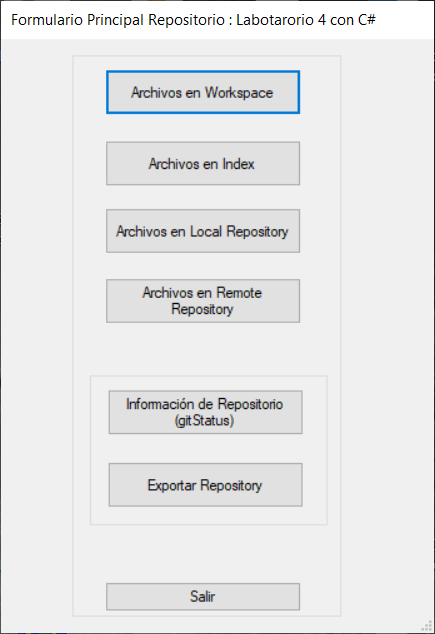 Formulario Principal Repositorio : Labotarorio 4 con C#
Archivos en Workspace
Archivos en Index
Archivos en Local Repository
Archivos en Remote
Repository
Información de Repositorio
(gitStatus)
Exportar Repository
Salir